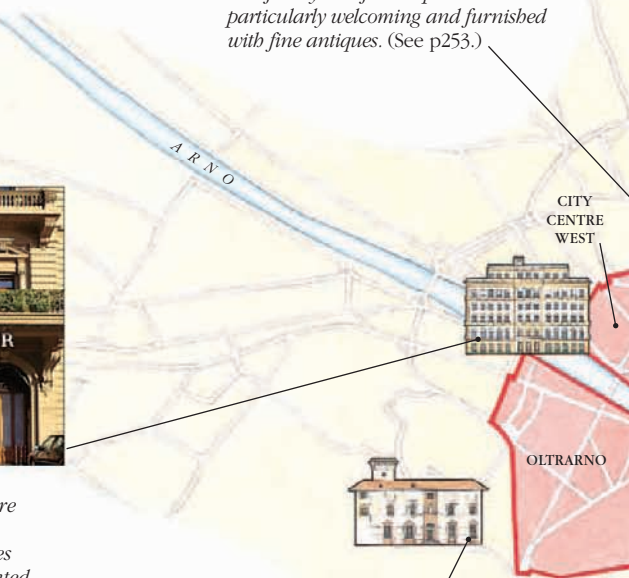 particularly welcoming and furnished
with fine antiques. (See p253.)
ARNO
CITY
CENTRE
WEST
R
OLTRARNO